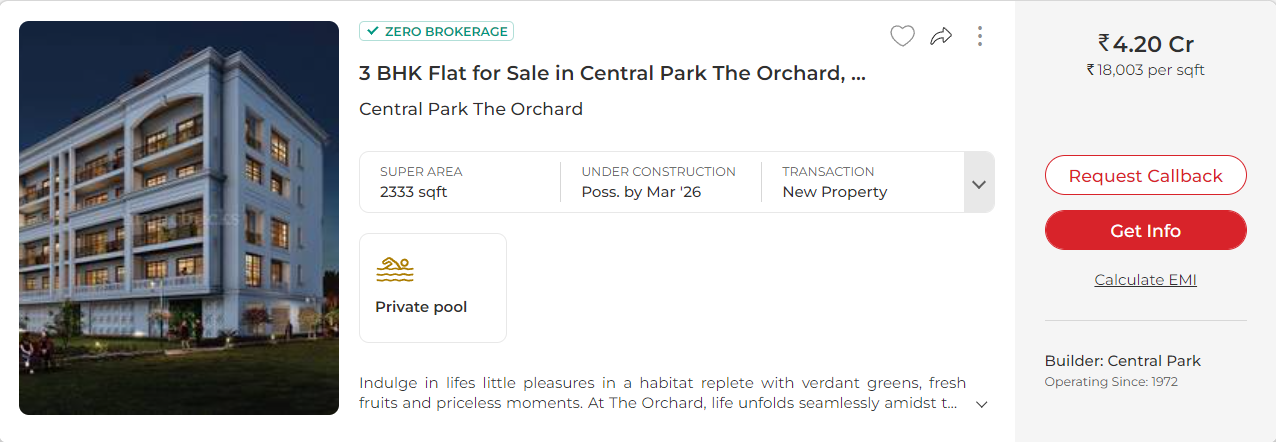 ZERO BROKERAGE
3 BHK Flat for Sale in Central Park The Orchard, ...
Central Park The Orchard
SUPER AREA
2333 sqft
UNDER CONSTRUCTION
Poss. by Mar '26
TRANSACTION
New Property
Private pool
Indulge in lifes little pleasures in a habitat replete with verdant greens, fresh
fruits and priceless moments. At The Orchard, life unfolds seamlessly amidst t...
₹4.20 Cr
₹18,003 per sqft
Request Callback
Get Info
Calculate EMI
Builder: Central Park
Operating Since: 1972